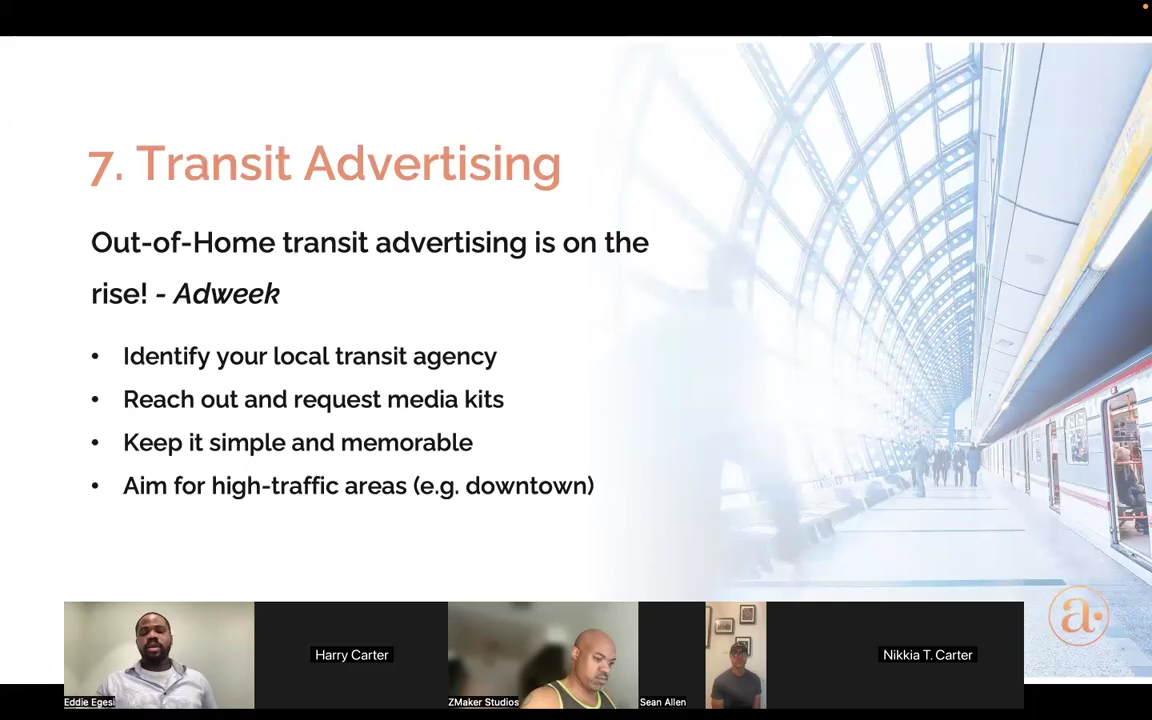 7. Transit Advertising
Out-of-Home transit advertising is on the
rise! - Adweek
• Identify your local transit agency
• Reach out and request media kits
• Keep it simple and memorable
• Aim for high-traffic areas (e.g. downtown)
a.
Eddie Egesi
Harry Carter
ZMaker Studios
Sean Allen
Nikkia T. Carter